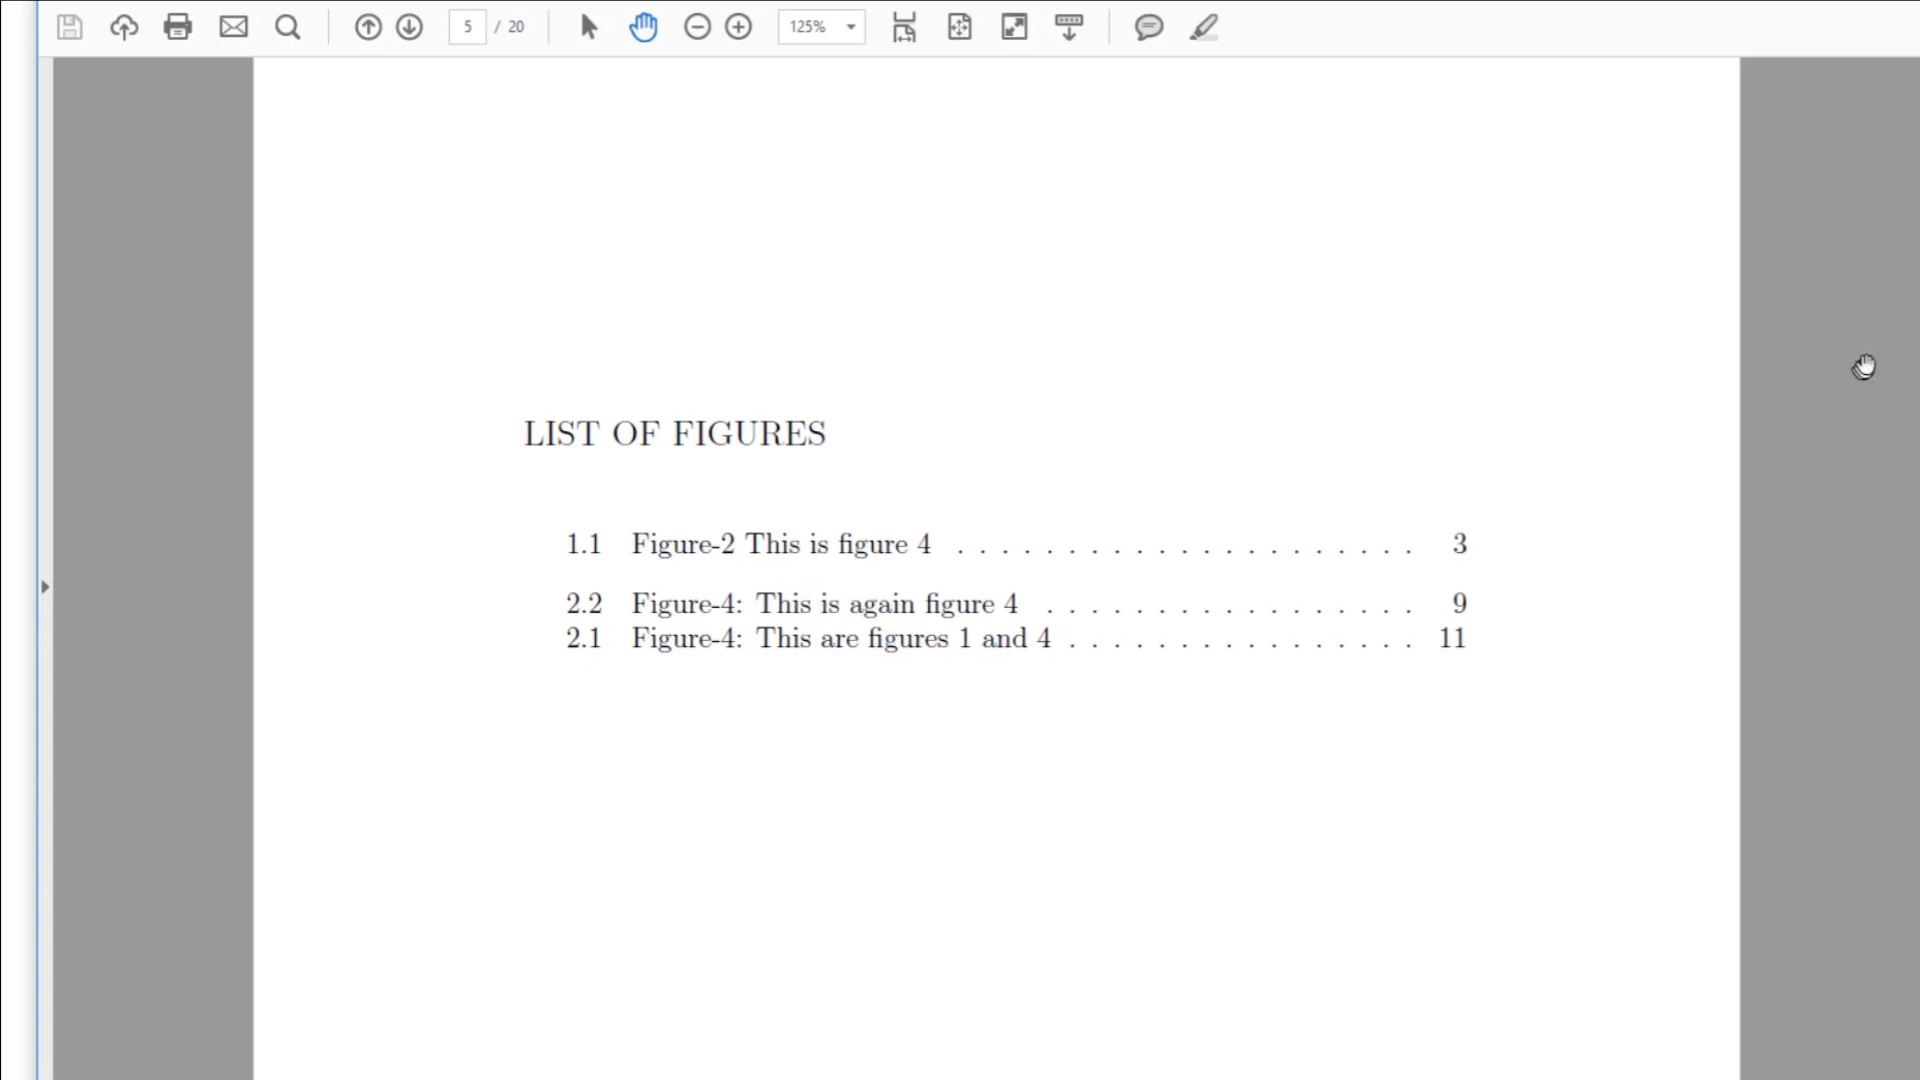 5 / 20 125%
LIST OF FIGURES
1.1 Figure-2 This is figure 4 . . . . . . . . . . . . . . . . . . . . . 3
2.2 Figure-4: This is again figure 4 . . . . . . . . . . . . . . . . . 9
2.1 Figure-4: This are figures 1 and 4 . . . . . . . . . . . . . . . . 11